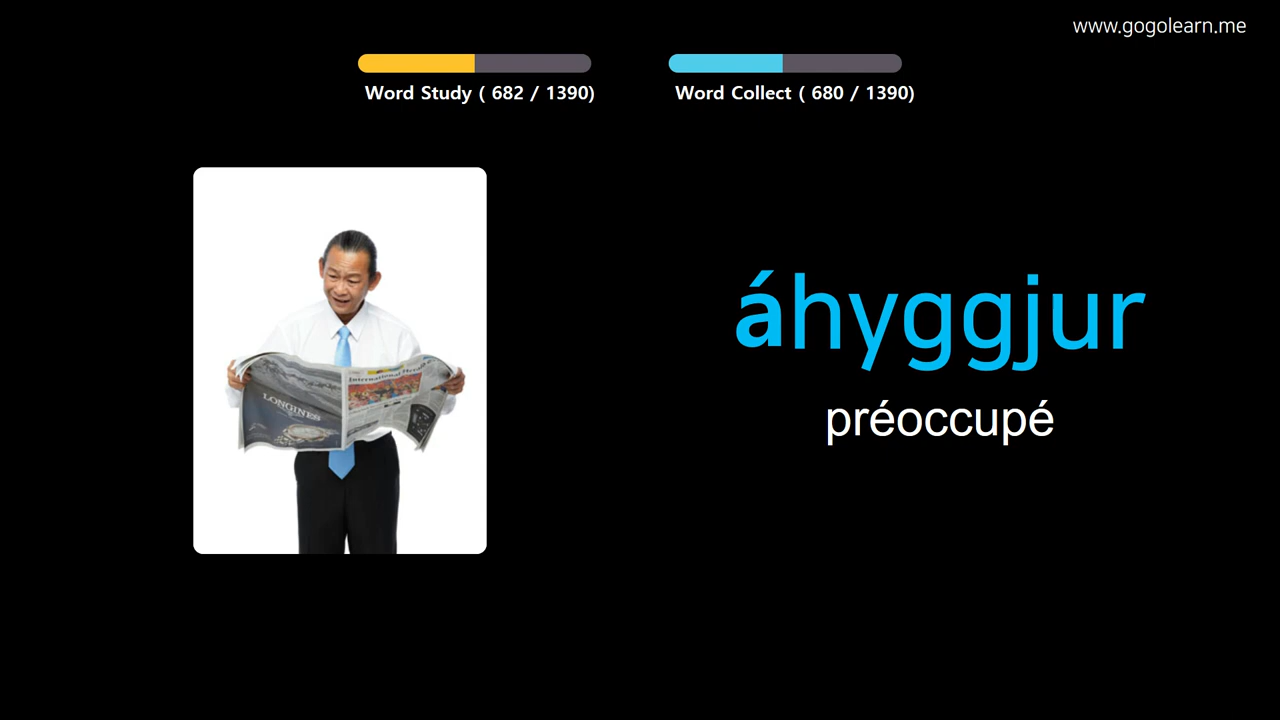 www.gogolearn.me
Word Study ( 682 / 1390)
Word Collect ( 680 / 1390)
áhyggjur
préoccupé
LONGINES
International Herald